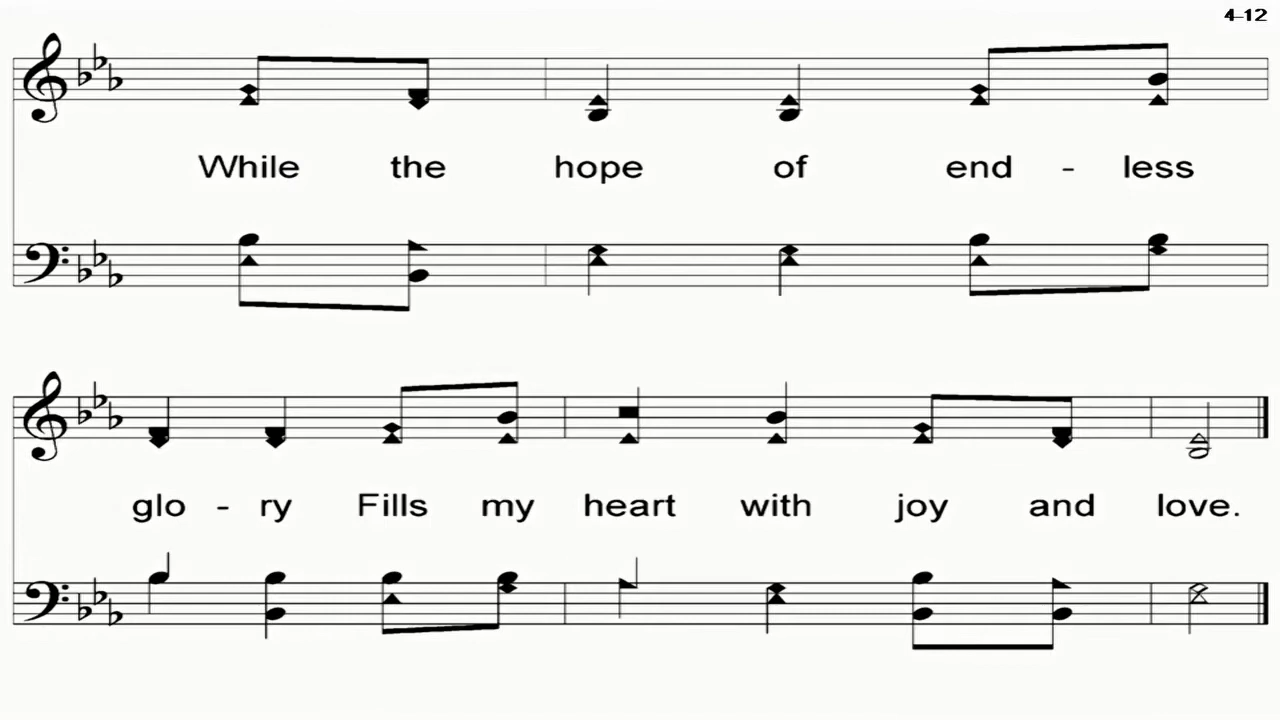 4-12
While the hope of end - less
glo - ry Fills my heart with joy and love.